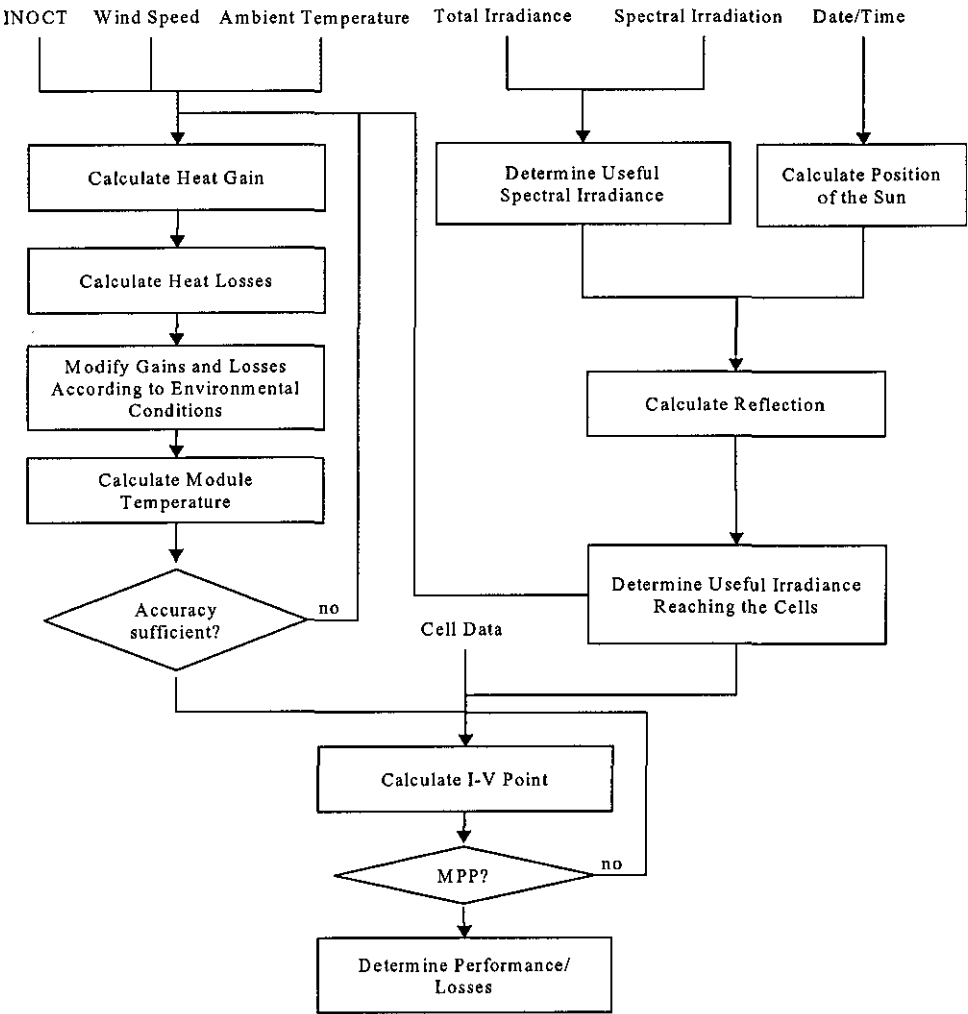 INOCT Wind Speed Ambient Temperature Total Irradiance Spectral Irradiation Date/Time
Calculate Heat Gain
Determine Useful
Spectral Irradiance
Calculate Position
of the Sun
Calculate Heat Losses
Modify Gains and Losses
According to Environmental
Conditions
Calculate Reflection
Calculate Module
Temperature
Accuracy
sufficient?
no
Determine Useful Irradiance
Reaching the Cells
Cell Data
Calculate I-V Point
MPP?
no
Determine Performance/
Losses